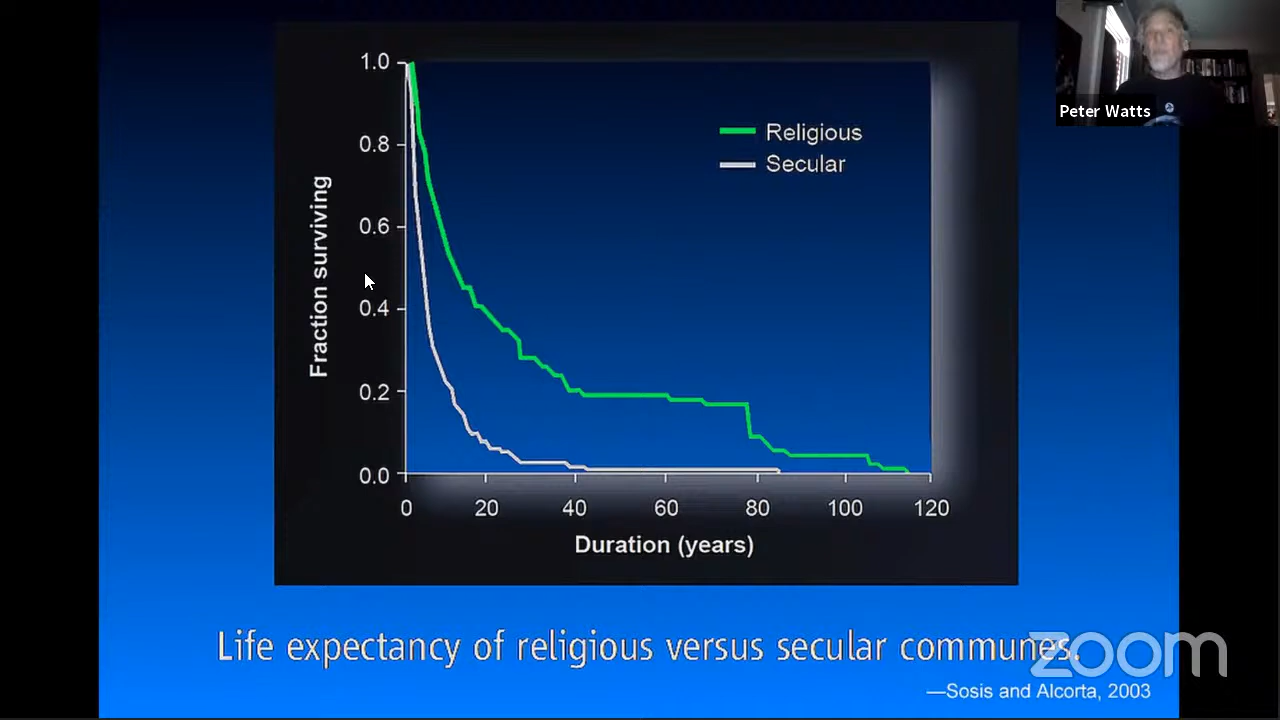 Peter Watts
1.0
0.8
0.6
0.4
0.2
0.0
Fraction surviving
Religious
Secular
0 20 40 60 80 100 120
Duration (years)
Life expectancy of religious versus secular communes.
zoom
—Sosis and Alcorta, 2003